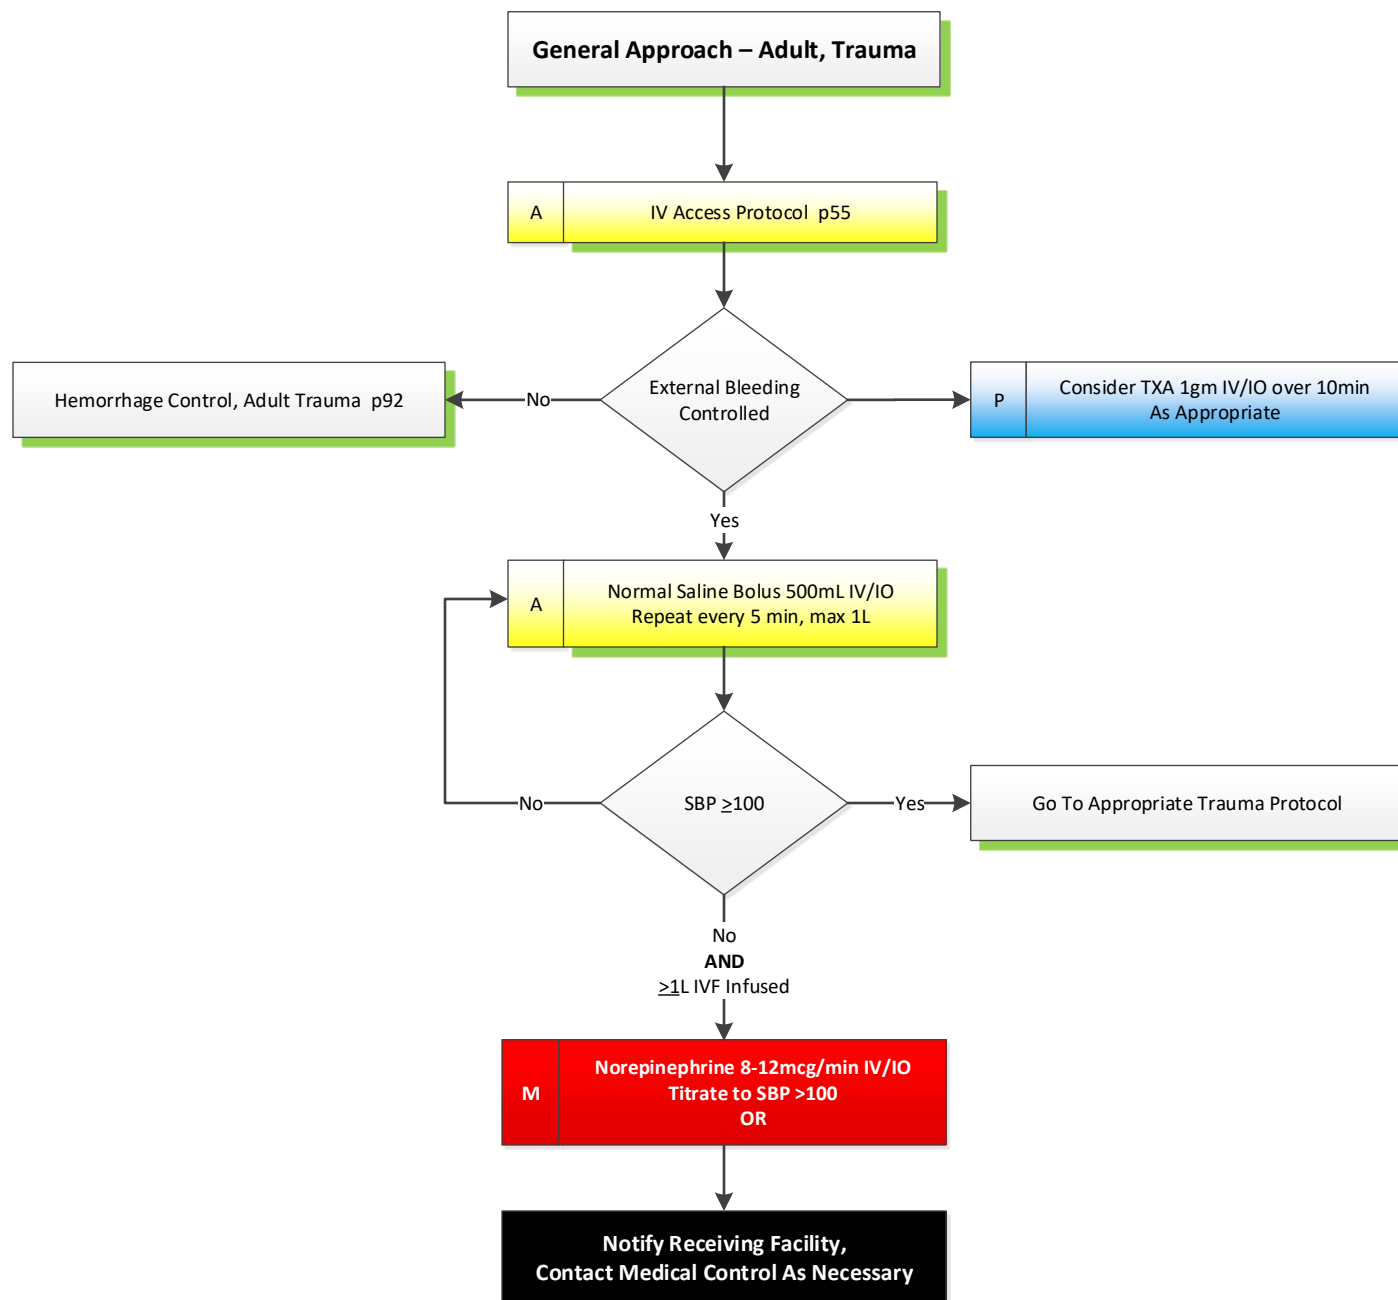 General Approach – Adult, Trauma
A
IV Access Protocol  p55
External Bleeding
Controlled
No
Hemorrhage Control, Adult Trauma  p92
P
Consider TXA 1gm IV/IO over 10min
As Appropriate
Yes
A
Normal Saline Bolus 500mL IV/IO
Repeat every 5 min, max 1L
SBP ≥100
No
Yes
Go To Appropriate Trauma Protocol
No
AND
≥1L IVF Infused
M
Norepinephrine 8-12mcg/min IV/IO
Titrate to SBP >100
OR
Notify Receiving Facility,
Contact Medical Control As Necessary